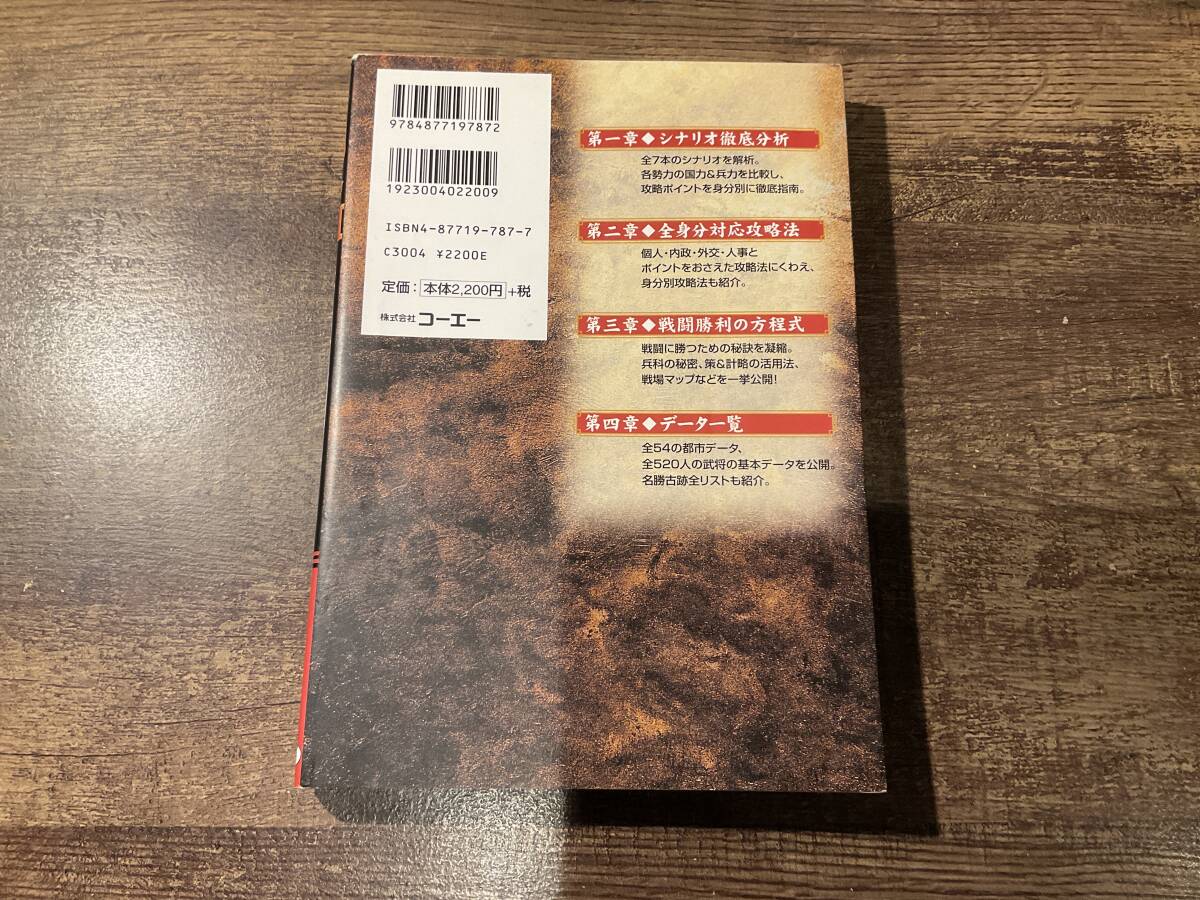 9784877197872
1923004022009
ISBN4-87719-787-7
C3004 ¥2200E
定価：本体2,200円+税
株式会社 コーエー
第一章◆シナリオ徹底分析
全7本のシナリオを解析。
各勢力の国力&兵力を比較し、
攻略ポイントを身分別に徹底指南。
第二章◆全身分対応攻略法
個人・内政・外交・人事と
ポイントをおさえた攻略法にくわえ、
身分別攻略法も紹介。
第三章◆戦闘勝利の方程式
戦闘に勝つための秘訣を凝縮。
兵科の秘密、策&計略の活用法、
戦場マップなどを一挙公開！
第四章◆データ一覧
全54の都市データ、
全520人の武将の基本データを公開。
名勝古跡全リストも紹介。